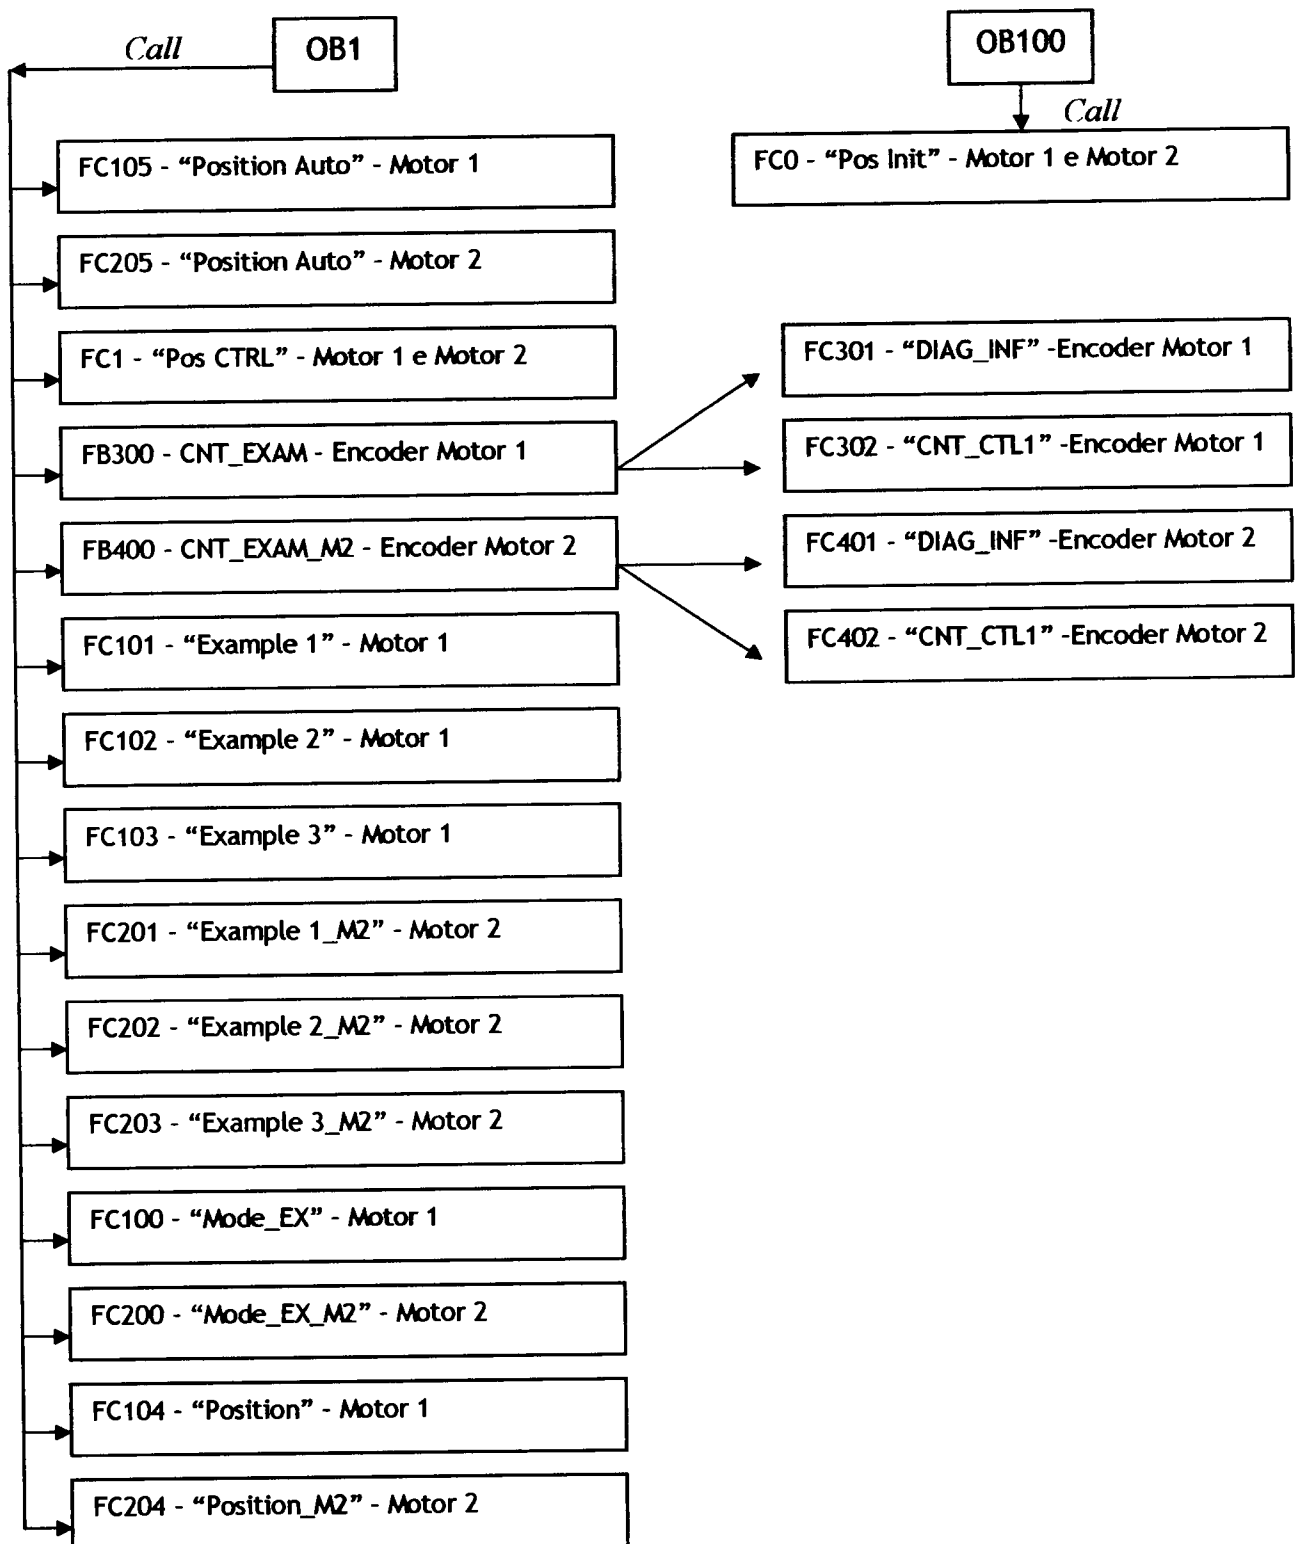 Call
OB1
OB100
Call
FC105 - “Position Auto” - Motor 1
FC0 - “Pos Init” - Motor 1 e Motor 2
FC205 - “Position Auto” - Motor 2
FC1 - “Pos CTRL” - Motor 1 e Motor 2
FC301 - “DIAG_INF” -Encoder Motor 1
FB300 - CNT_EXAM - Encoder Motor 1
FC302 - “CNT_CTL1” -Encoder Motor 1
FB400 - CNT_EXAM_M2 - Encoder Motor 2
FC401 - “DIAG_INF” -Encoder Motor 2
FC101 - “Example 1” - Motor 1
FC402 - “CNT_CTL1” -Encoder Motor 2
FC102 - “Example 2” - Motor 1
FC103 - “Example 3” - Motor 1
FC201 - “Example 1_M2” - Motor 2
FC202 - “Example 2_M2” - Motor 2
FC203 - “Example 3_M2” - Motor 2
FC100 - “Mode_EX” - Motor 1
FC200 - “Mode_EX_M2” - Motor 2
FC104 - “Position” - Motor 1
FC204 - “Position_M2” - Motor 2